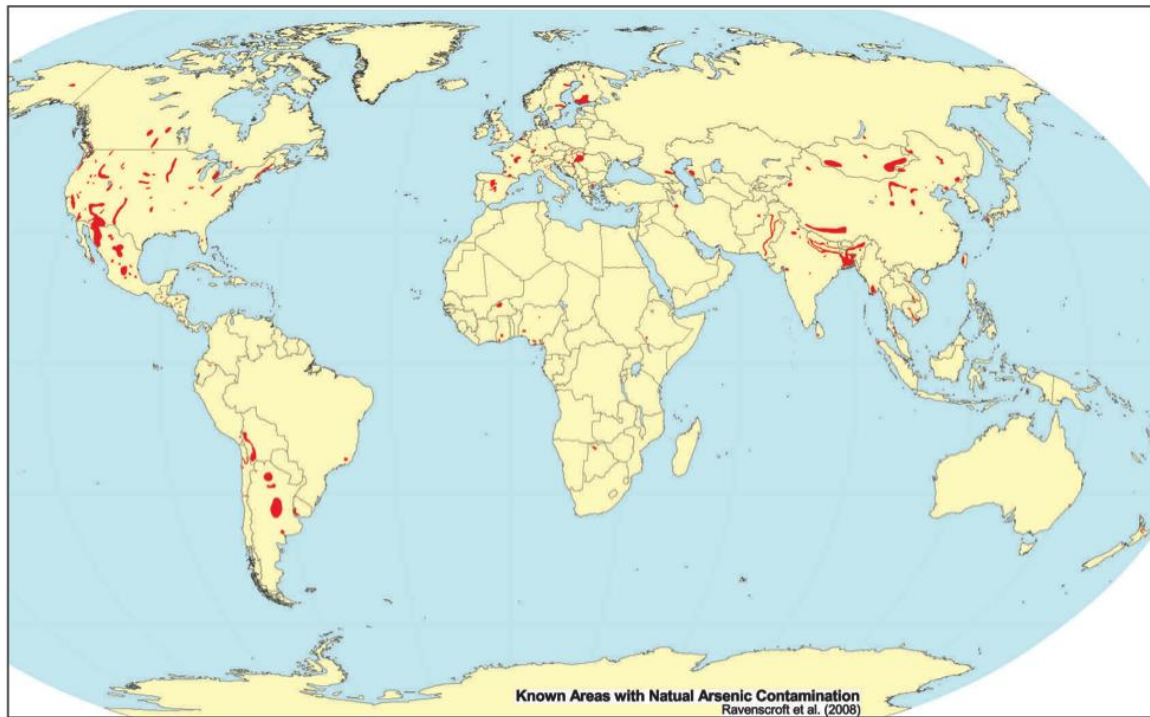 Known Areas with Natual Arsenic Contamination
Ravenscroft et al. (2008)